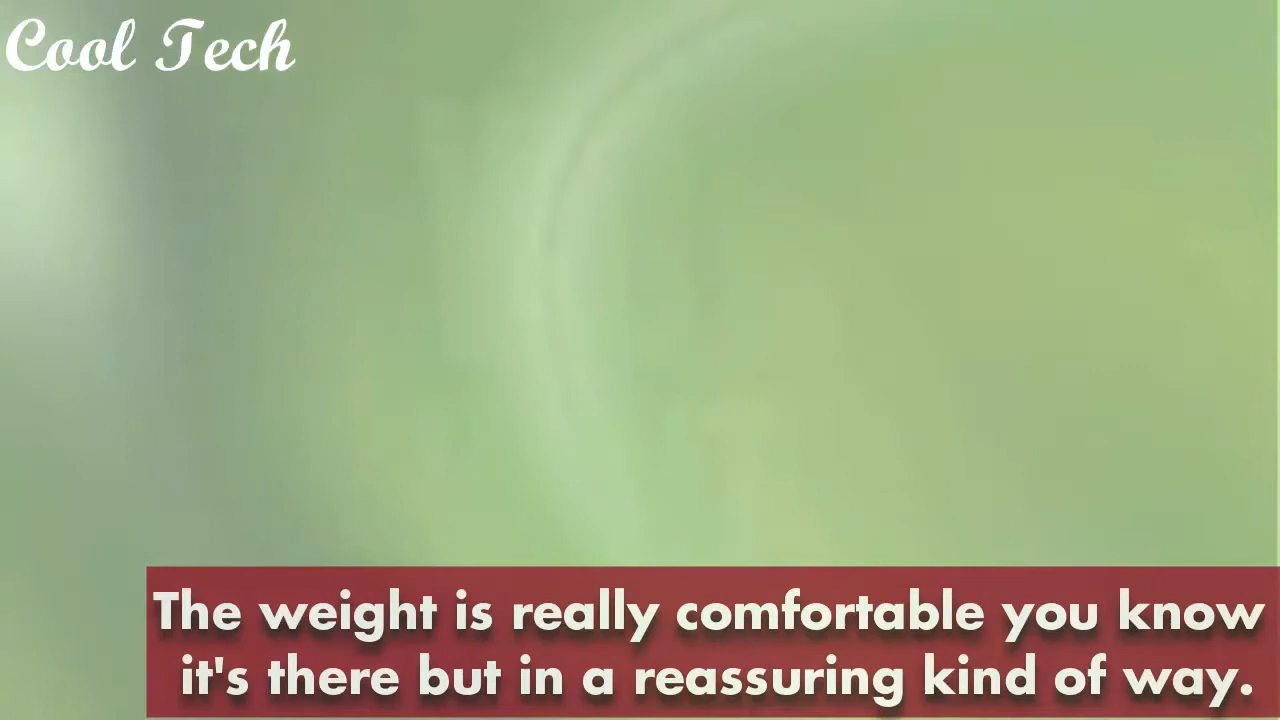 Cool Tech
The weight is really comfortable you know
it's there but in a reassuring kind of way.